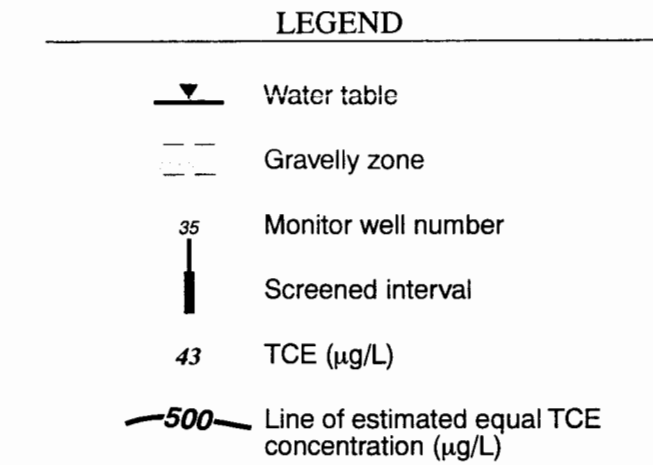 LEGEND
Water table
Gravelly zone
35 Monitor well number
Screened interval
43 TCE (µg/L)
500 Line of estimated equal TCE
concentration (µg/L)